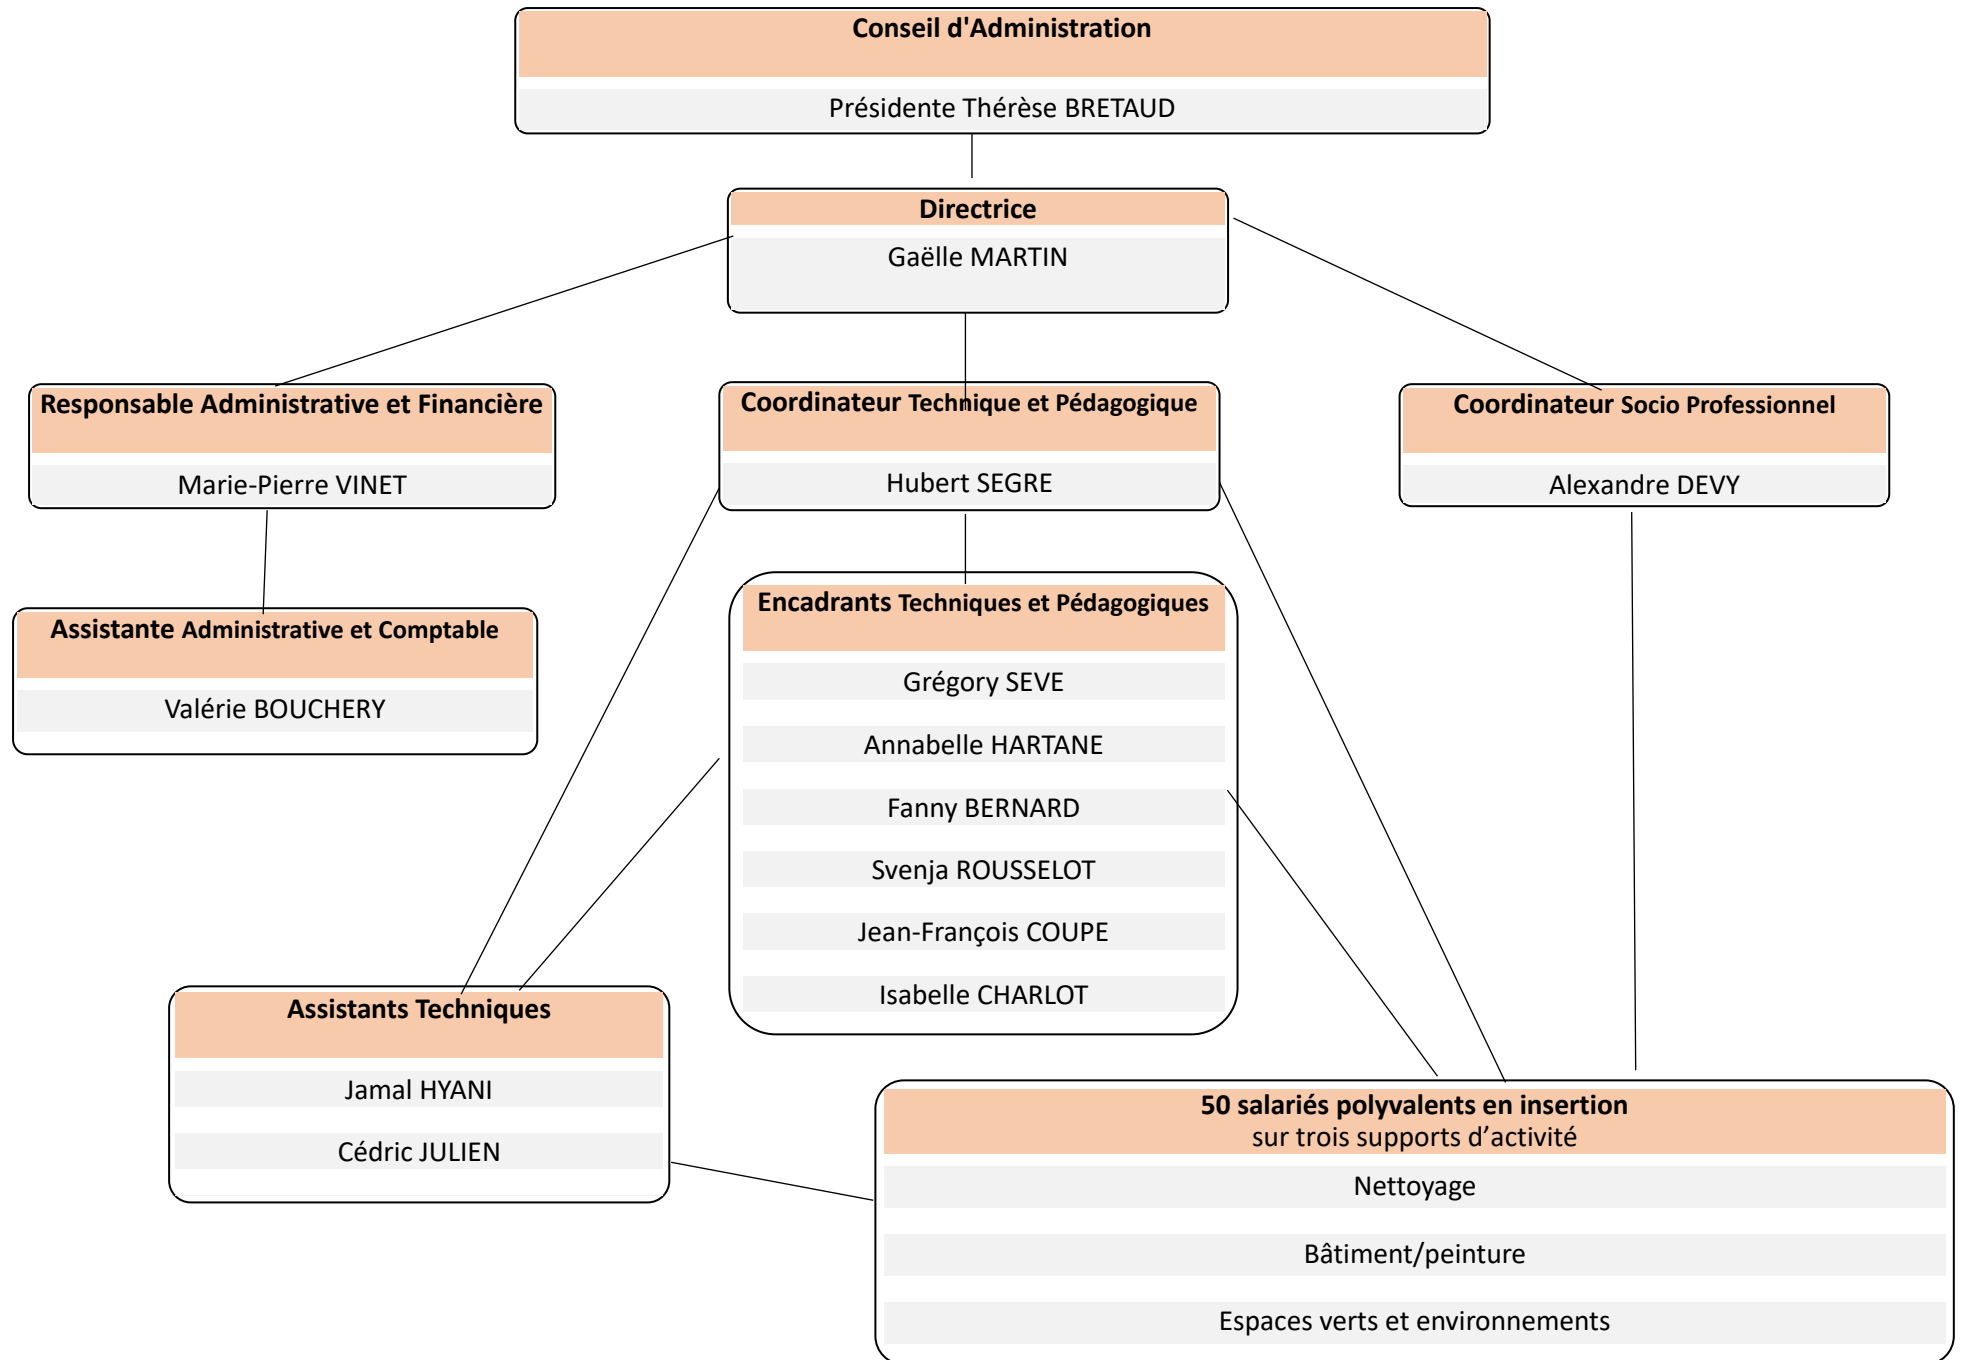 Conseil d'Administration
Présidente Thérèse BRETAUD
Directrice
Gaëlle MARTIN
Responsable Administrative et Financière
Marie-Pierre VINET
Coordinateur Technique et Pédagogique
Hubert SEGRE
Coordinateur Socio Professionnel
Alexandre DEVY
Assistante Administrative et Comptable
Valérie BOUCHERY
Encadrants Techniques et Pédagogiques
Grégory SEVE
Annabelle HARTANE
Fanny BERNARD
Svenja ROUSSELOT
Jean-François COUPE
Isabelle CHARLOT
Assistants Techniques
Jamal HYANI
Cédric JULIEN
50 salariés polyvalents en insertion
sur trois supports d’activité
Nettoyage
Bâtiment/peinture
Espaces verts et environnements